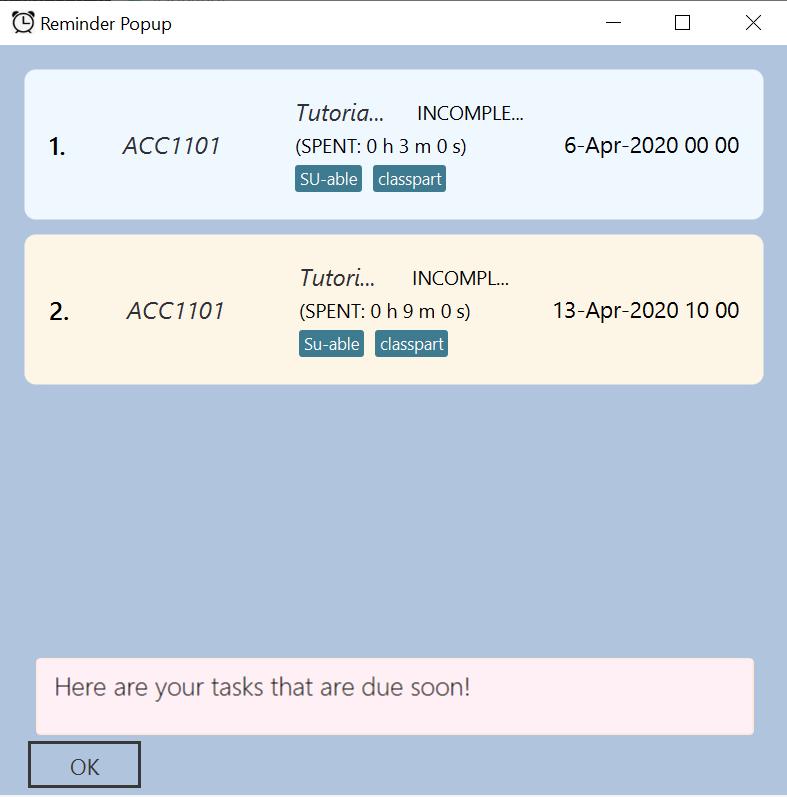 Reminder Popup
1. ACC1101 Tutoria... INCOMPLE... 6-Apr-2020 00 00
(SPENT: 0 h 3 m 0 s)
SU-able classpart
2. ACC1101 Tutori... INCOMPL... 13-Apr-2020 10 00
(SPENT: 0 h 9 m 0 s)
Su-able classpart
Here are your tasks that are due soon!
OK